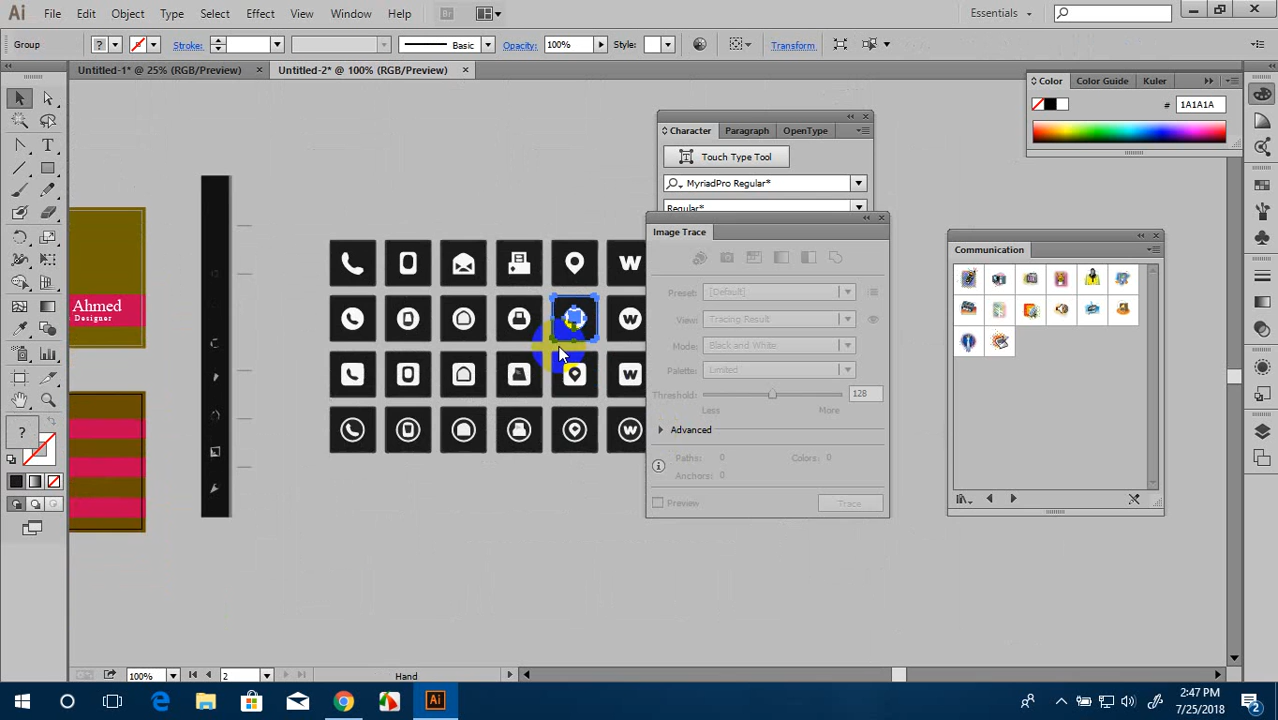 Ai File Edit Object Type Select Effect View Window Help Br Essentials
Group ? Stroke: Basic Opacity: 100% Style: Transform
Untitled-1* @ 25% (RGB/Preview) × Untitled-2* @ 100% (RGB/Preview) ×
Color Color Guide Kuler
# 1A1A1A
Character Paragraph OpenType
Touch Type Tool
MyriadPro Regular*
Regular*
Image Trace
Preset: [Default]
View: Tracing Result
Mode: Black and White
Palette: Limited
Threshold: 128
Less More
Advanced
Paths: 0 Colors: 0
Anchors: 0
Preview Trace
Communication
Ahmed
Designer
W
W
W
W
?
100% 2 Hand
Ai
2:47 PM
7/25/2018
2